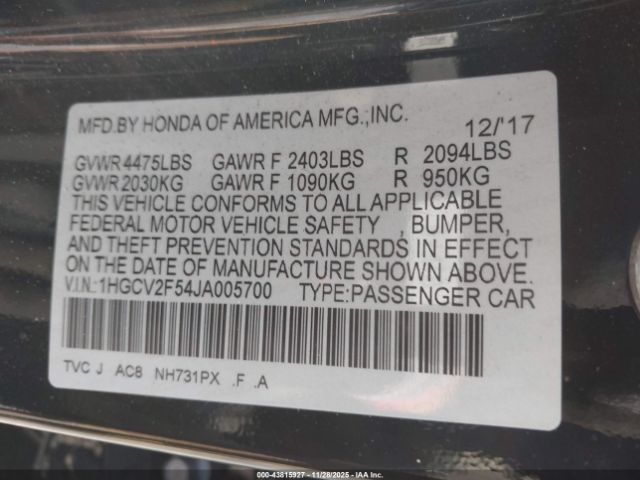 MFD.BY HONDA OF AMERICA MFG.,INC.
12/'17
GVWR 4475LBS GAWR F 2403LBS R 2094LBS
GVWR 2030KG GAWR F 1090KG R 950KG
THIS VEHICLE CONFORMS TO ALL APPLICABLE
FEDERAL MOTOR VEHICLE SAFETY , BUMPER,
AND THEFT PREVENTION STANDARDS IN EFFECT
ON THE DATE OF MANUFACTURE SHOWN ABOVE.
V.I.N.:1HGCV2F54JA005700 TYPE:PASSENGER CAR
TVC J AC8 NH731PX .F .A
000-43815927 - 11/28/2025 - IAA Inc.